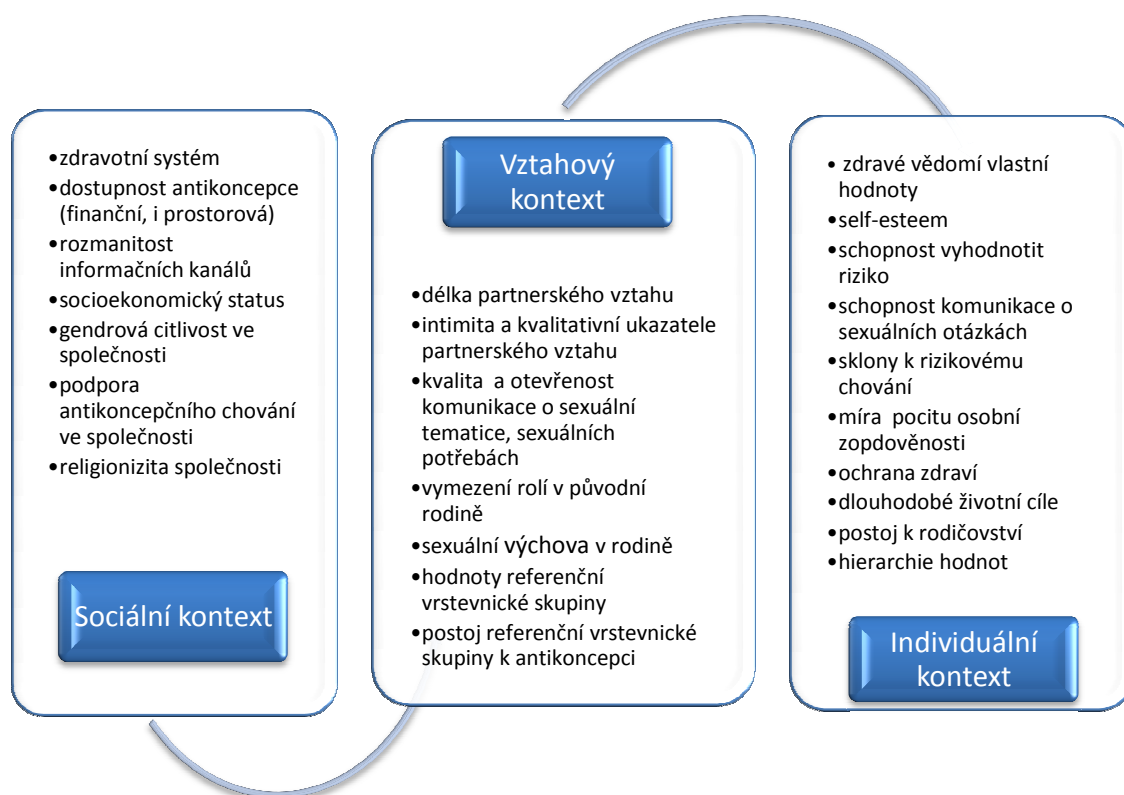 •zdravotní systém
•dostupnost antikoncepce
(finanční, i prostorová)
•rozmanitost
informačních kanálů
•socioekonomický status
•gendrová citlivost ve
společnosti
•podpora
antikoncepčního chování
ve společnosti
•religionizita společnosti
Sociální kontext
Vztahový
kontext
•délka partnerského vztahu
•intimita a kvalitativní ukazatele
partnerského vztahu
•kvalita a otevřenost
komunikace o sexuální
tematice, sexuálních
potřebách
•vymezení rolí v původní
rodině
•sexuální výchova v rodině
•hodnoty referenční
vrstevnické skupiny
•postoj referenční vrstevnické
skupiny k antikoncepci
• zdravé vědomí vlastní
hodnoty
•self-esteem
•schopnost vyhodnotit
riziko
•schopnost komunikace o
sexuálních otázkách
•sklony k rizikovému
chování
•míra pocitu osobní
zopdověnosti
•ochrana zdraví
•dlouhodobé životní cíle
•postoj k rodičovství
•hierarchie hodnot
Individuální
kontext